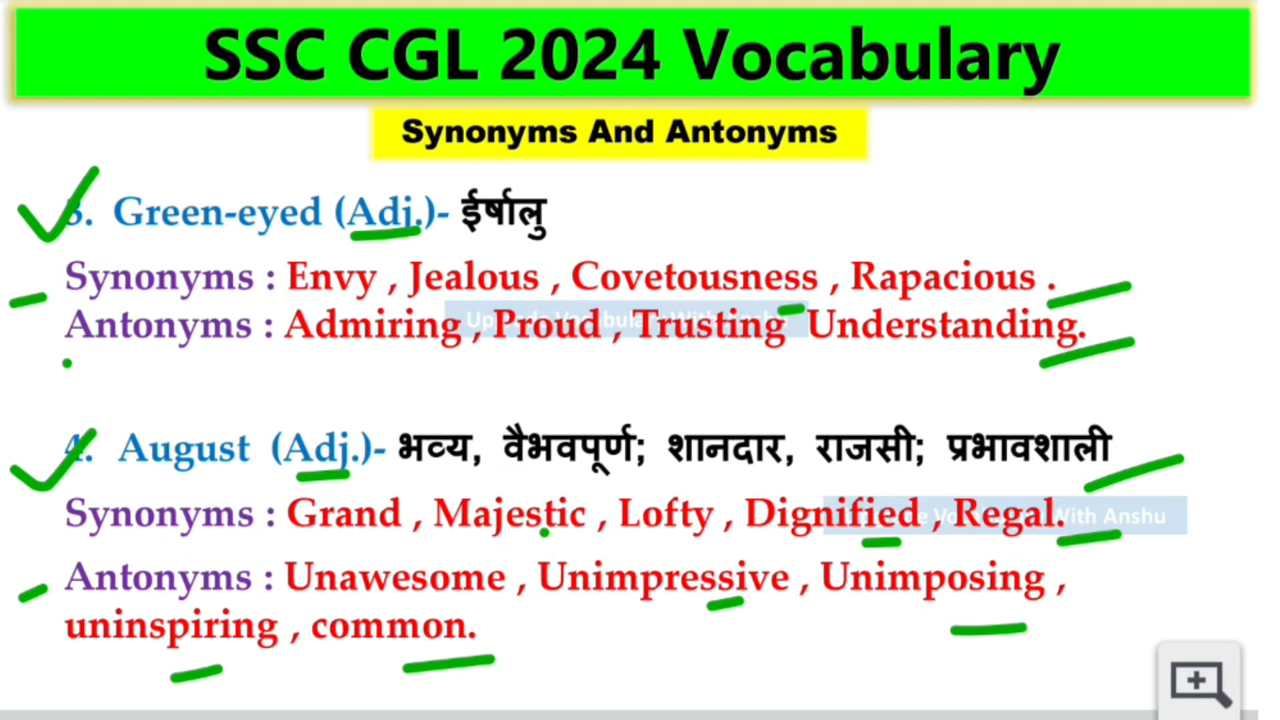 SSC CGL 2024 Vocabulary
Synonyms And Antonyms
3. Green-eyed (Adj.)- ईर्षालु
Synonyms : Envy , Jealous , Covetousness , Rapacious .
Antonyms : Admiring , Proud , Trusting Understanding.
4. August (Adj.)- भव्य, वैभवपूर्ण; शानदार, राजसी; प्रभावशाली
Synonyms : Grand , Majestic , Lofty , Dignified , Regal.
With Anshu
Antonyms : Unawesome , Unimpressive , Unimposing ,
uninspiring , common.